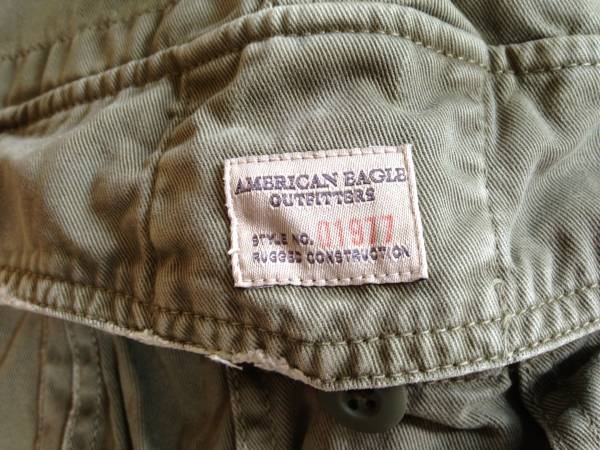 AMERICAN EAGLE
OUTFITTERS
STYLE NO. 01977
RUGGED CONSTRUCTION